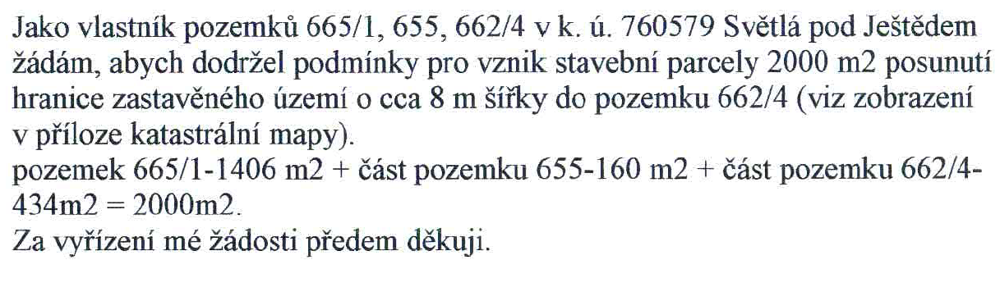 Jako vlastník pozemků 665/1, 655, 662/4 v k. ú. 760579 Světlá pod Ještědem
žádám, abych dodržel podmínky pro vznik stavební parcely 2000 m2 posunutí
hranice zastavěného území o cca 8 m šířky do pozemku 662/4 (viz zobrazení
v příloze katastrální mapy).
pozemek 665/1-1406 m2 + část pozemku 655-160 m2 + část pozemku 662/4-
434m2 = 2000m2.
Za vyřízení mé žádosti předem děkuji.